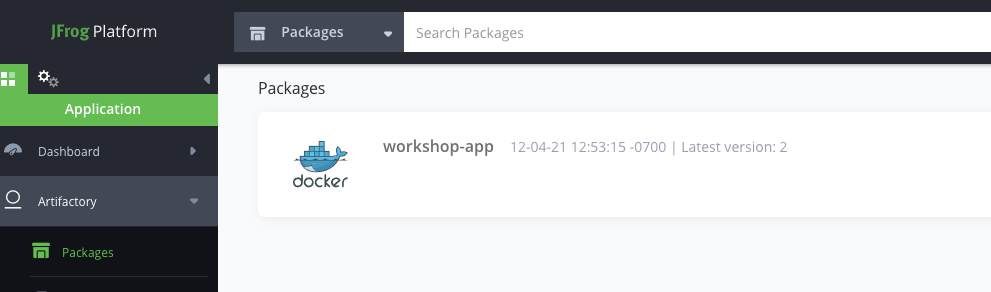 JFrog Platform
Packages
Search Packages
Application
Packages
Dashboard
docker
workshop-app 12-04-21 12:53:15 -0700 | Latest version: 2
Artifactory
Packages